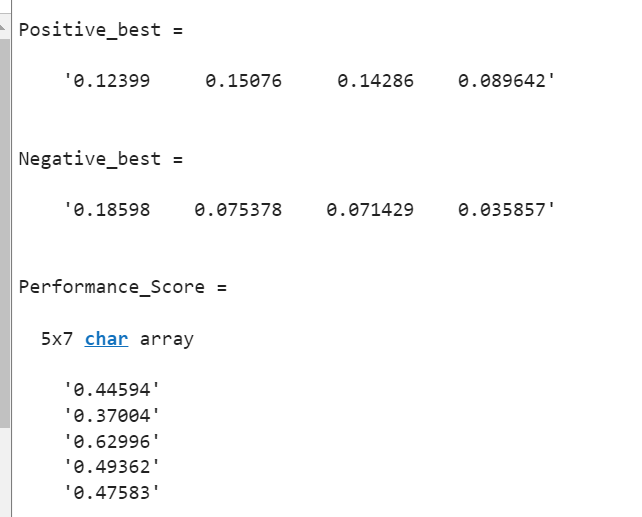 Positive_best =
'0.12399     0.15076     0.14286    0.089642'
Negative_best =
'0.18598    0.075378    0.071429    0.035857'
Performance_Score =
5x7 char array
'0.44594'
'0.37004'
'0.62996'
'0.49362'
'0.47583'